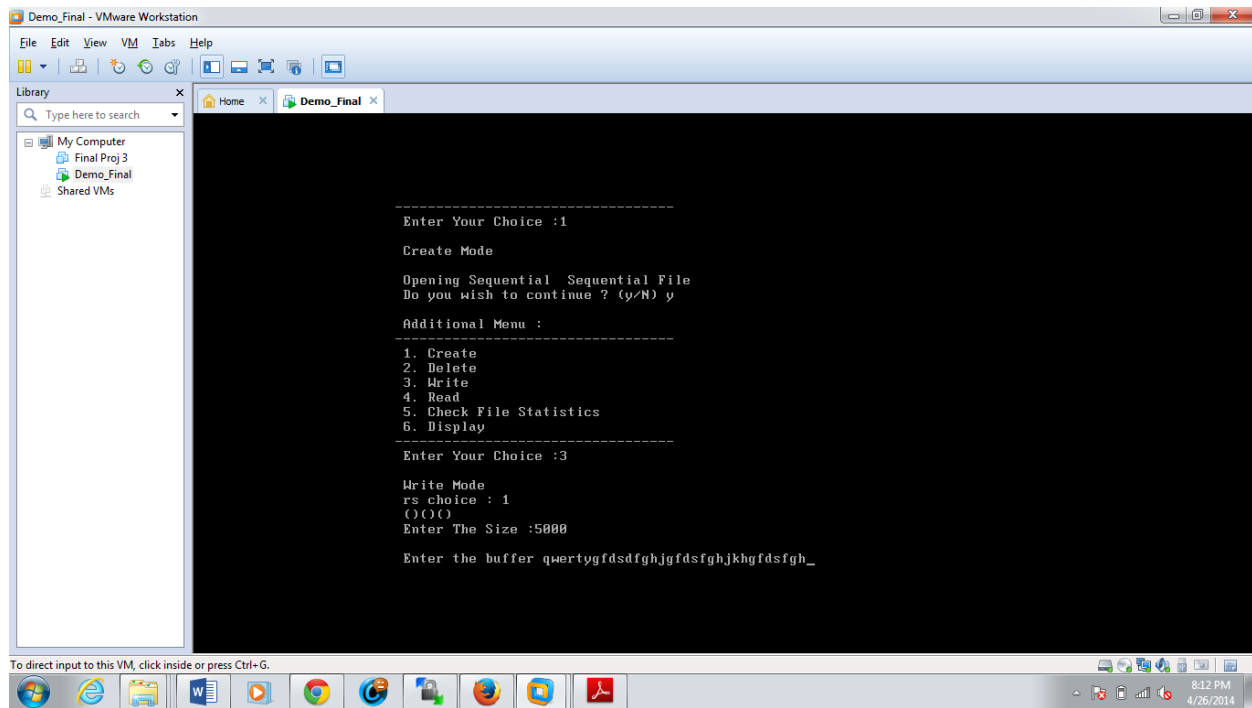 Demo_Final - VMware Workstation
File Edit View VM Tabs Help
Library
Type here to search
My Computer
Final Proj 3
Demo_Final
Shared VMs
Home
Demo_Final
----------------------------------
Enter Your Choice :1
Create Mode
Opening Sequential  Sequential File
Do you wish to continue ? (y/N) y
Additional Menu :
----------------------------------
1. Create
2. Delete
3. Write
4. Read
5. Check File Statistics
6. Display
----------------------------------
Enter Your Choice :3
Write Mode
rs choice : 1
()()()
Enter The Size :5000
Enter the buffer qwertygfdsdfghjgfdsfghjkhgfdsfgh_
To direct input to this VM, click inside or press Ctrl+G.
8:12 PM
4/26/2014